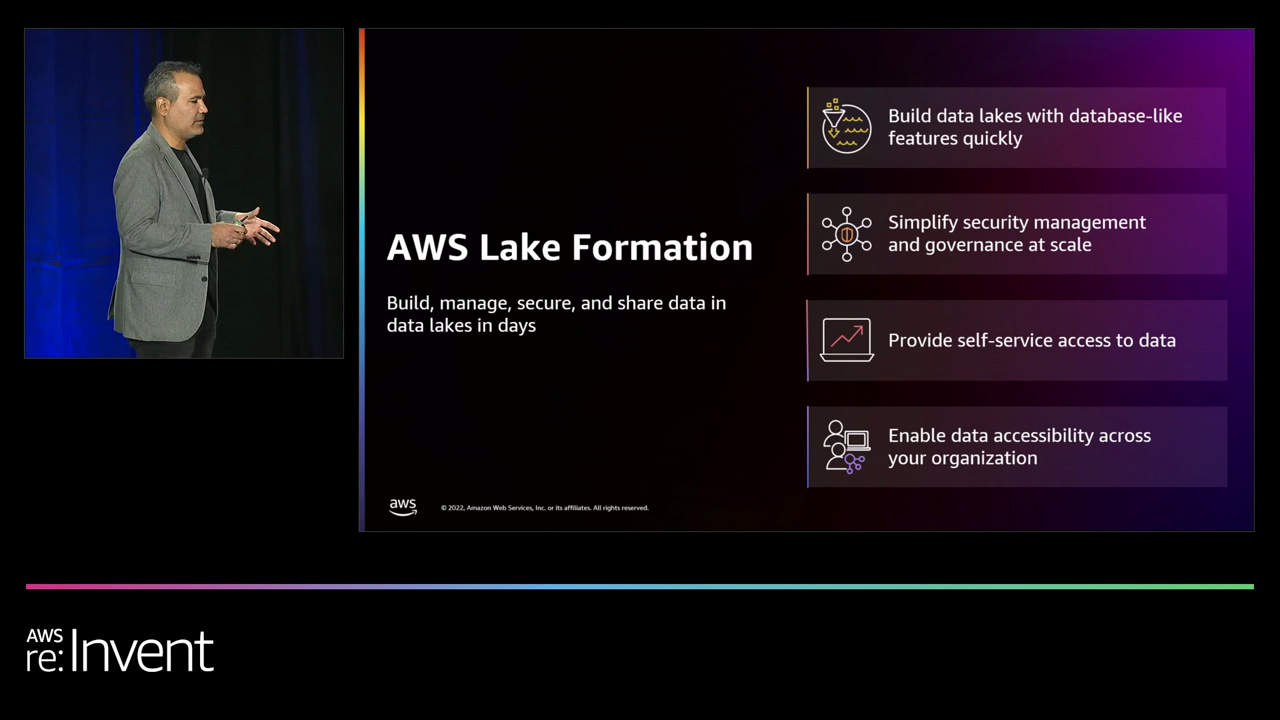 AWS Lake Formation
Build, manage, secure, and share data in
data lakes in days
Build data lakes with database-like
features quickly
Simplify security management
and governance at scale
Provide self-service access to data
Enable data accessibility across
your organization
aws
© 2022, Amazon Web Services, Inc. or its affiliates. All rights reserved.
AWS
re:Invent